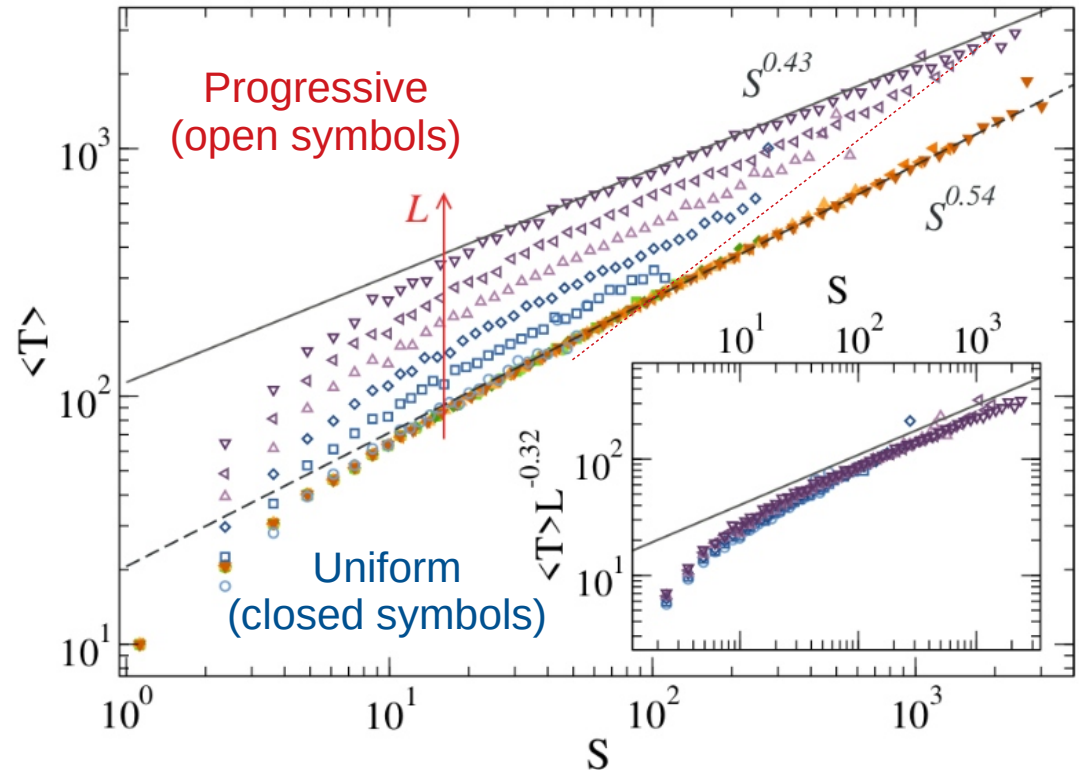 Progressive
(open symbols)
S^0.43
L
S^0.54
<T>
10^3
10^2
10^1
Uniform
(closed symbols)
S
10^1 10^2 10^3
<T>L^-0.32
10^2
10^1
10^0 10^1 10^2 10^3
S